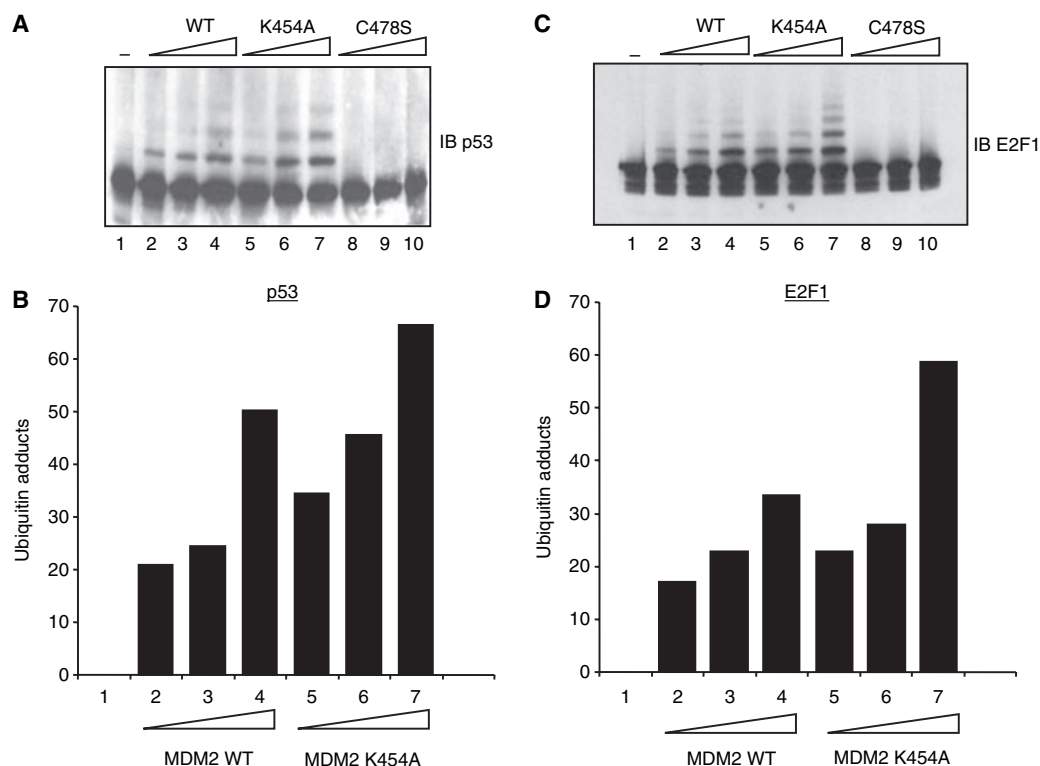 A
WT K454A C478S
–
IB p53
1 2 3 4 5 6 7 8 9 10
C
WT K454A C478S
–
IB E2F1
1 2 3 4 5 6 7 8 9 10
B
p53
Ubiquitin adducts
70
60
50
40
30
20
10
0
1 2 3 4 5 6 7
MDM2 WT MDM2 K454A
D
E2F1
Ubiquitin adducts
70
60
50
40
30
20
10
0
1 2 3 4 5 6 7
MDM2 WT MDM2 K454A